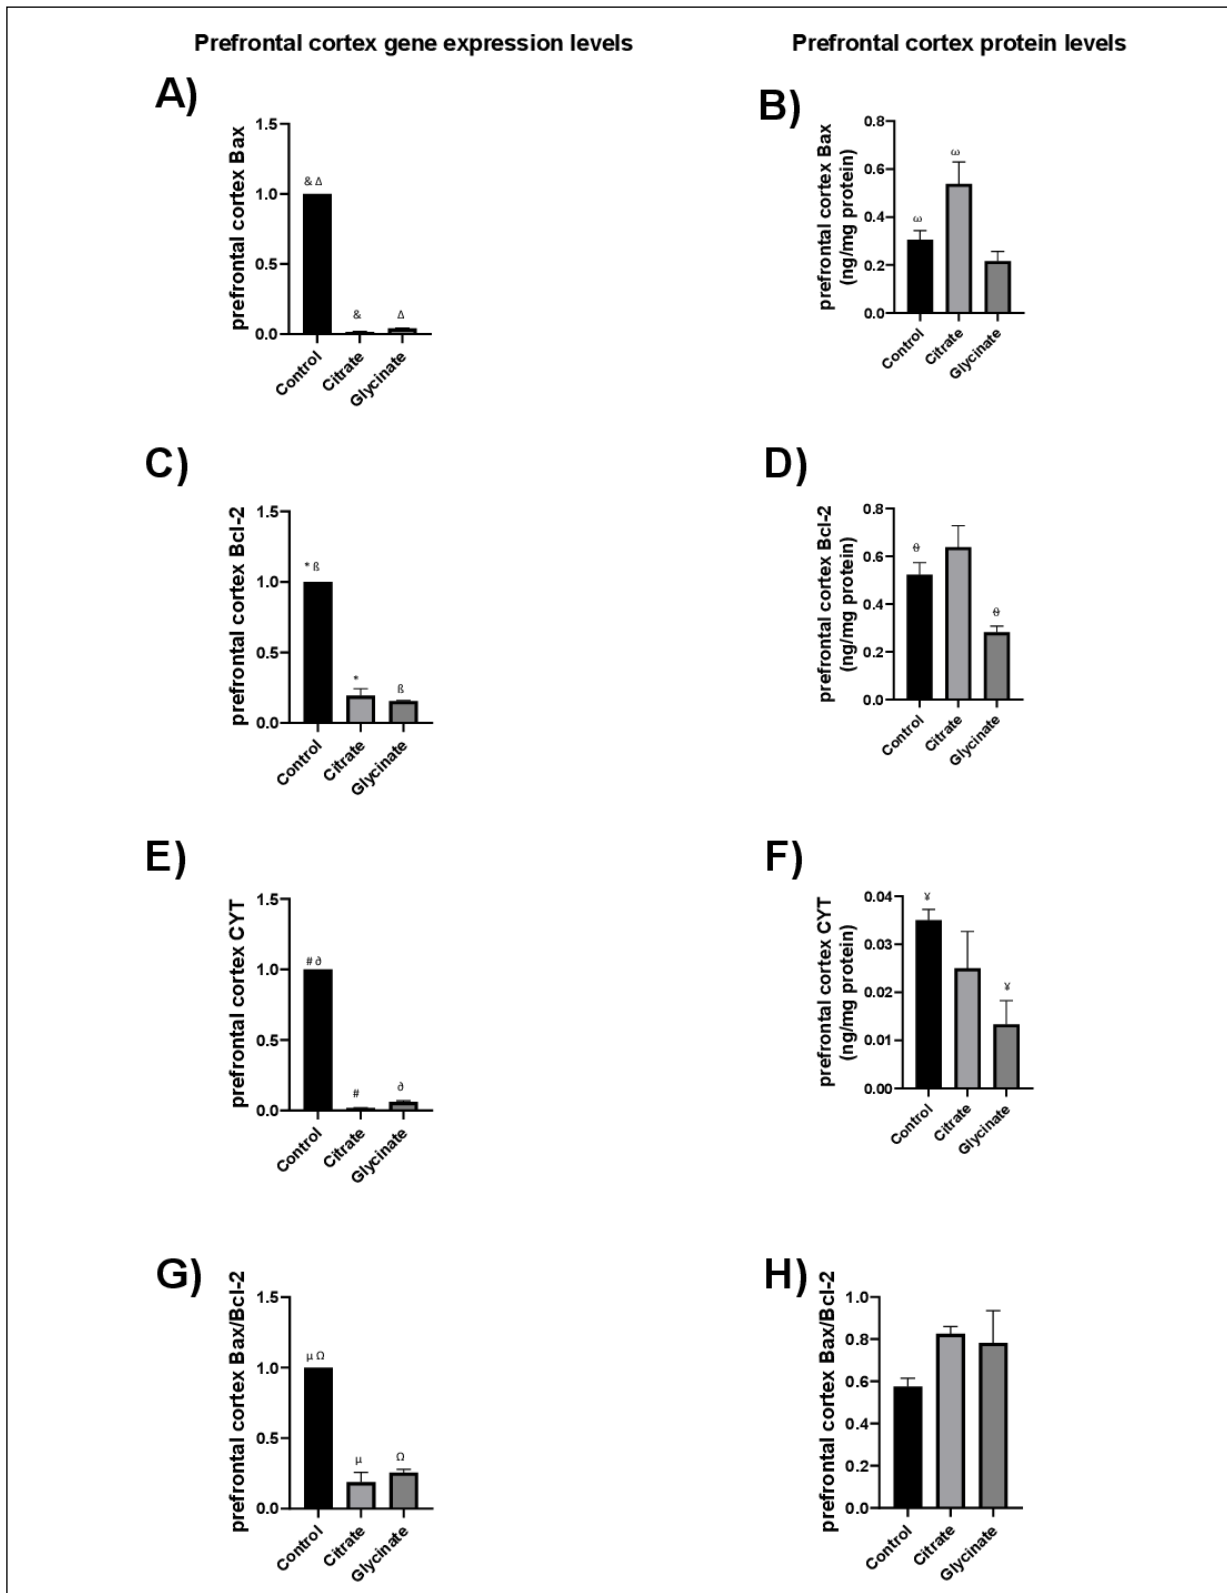 Prefrontal cortex gene expression levels
Prefrontal cortex protein levels
A)
prefrontal cortex Bax
1.5
1.0
0.5
0.0
& Δ
&
Δ
Control
Citrate
Glycinate
B)
prefrontal cortex Bax
(ng/mg protein)
0.8
0.6
0.4
0.2
0.0
ω
ω
Control
Citrate
Glycinate
C)
prefrontal cortex Bcl-2
1.5
1.0
0.5
0.0
* ß
*
ß
Control
Citrate
Glycinate
D)
prefrontal cortex Bcl-2
(ng/mg protein)
0.8
0.6
0.4
0.2
0.0
θ
θ
Control
Citrate
Glycinate
E)
prefrontal cortex CYT
1.5
1.0
0.5
0.0
# ∂
#
∂
Control
Citrate
Glycinate
F)
prefrontal cortex CYT
(ng/mg protein)
0.04
0.03
0.02
0.01
0.00
¥
¥
Control
Citrate
Glycinate
G)
prefrontal cortex Bax/Bcl-2
1.5
1.0
0.5
0.0
µ Ω
µ
Ω
Control
Citrate
Glycinate
H)
prefrontal cortex Bax/Bcl-2
1.0
0.8
0.6
0.4
0.2
0.0
Control
Citrate
Glycinate